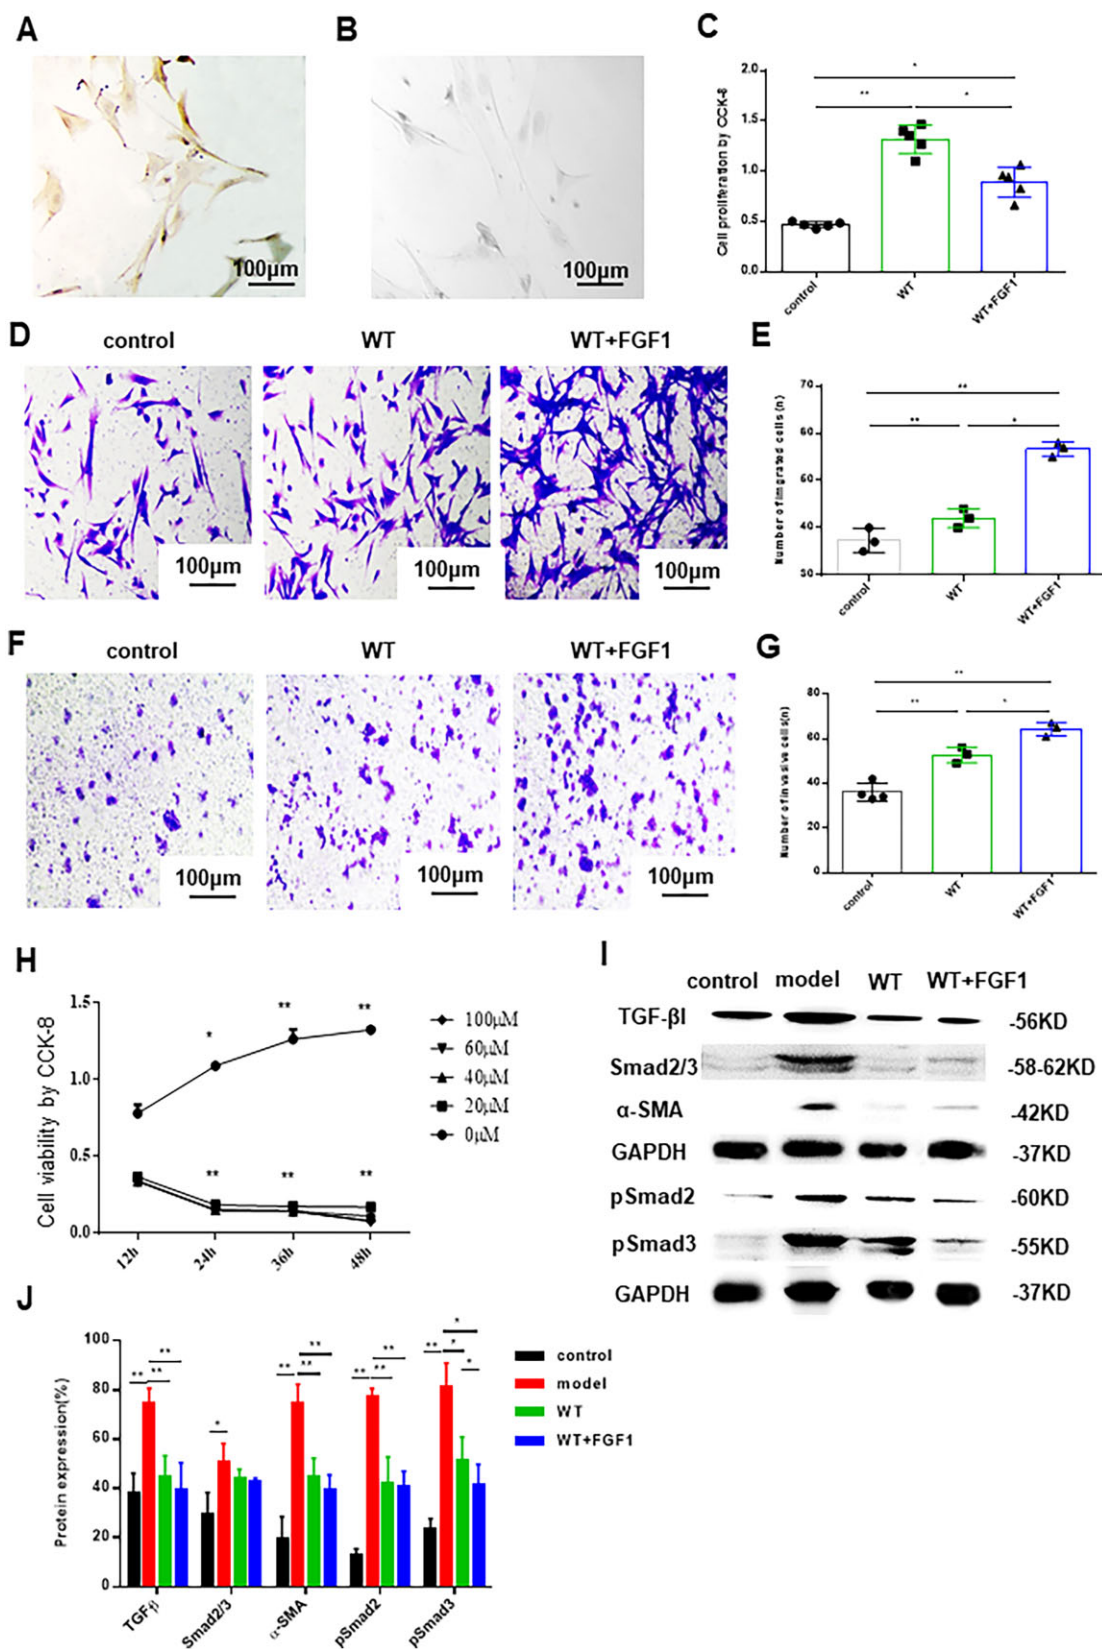 A
B
C
100µm
100µm
Cell proliferation by CCK-8
2.0
1.5
1.0
0.5
0.0
*
**
*
control
WT
WT+FGF1
D
control
WT
WT+FGF1
100µm
100µm
100µm
E
Number of imgrated cells (n)
70
60
60
40
30
**
**
*
control
WT
WT+FGF1
F
control
WT
WT+FGF1
100µm
100µm
100µm
G
Number of invasive cells(n)
80
60
40
20
0
**
**
*
control
WT
WT+FGF1
H
Cell viability by CCK-8
1.5
1.0
0.5
0.0
* ** **
** ** **
12h 24h 36h 48h
100µM
60µM
40µM
20µM
0µM
I
control model WT WT+FGF1
TGF-βI -56KD
Smad2/3 -58-62KD
α-SMA -42KD
GAPDH -37KD
pSmad2 -60KD
pSmad3 -55KD
GAPDH -37KD
J
Protein expression(%)
100
80
60
40
20
0
** ** **
*
** ** **
** ** **
** * * *
TGFβ
Smad2/3
α-SMA
pSmad2
pSmad3
control
model
WT
WT+FGF1